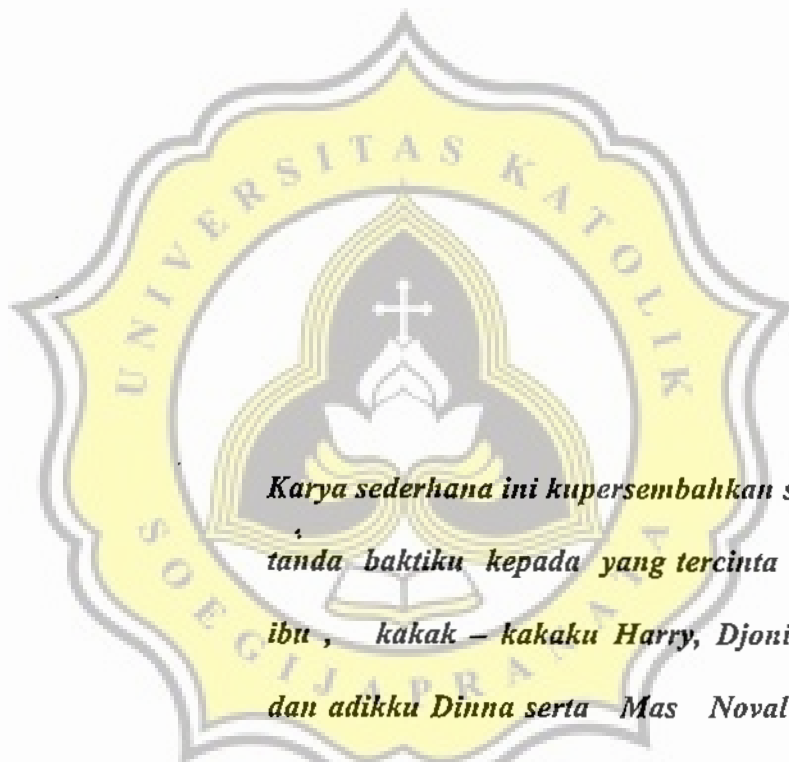 UNIVERSITAS KATOLIK
SOEGIJAPRANATA
Karya sederhana ini kupersembahkan
tanda baktiku kepada yang tercinta
ibu , kakak – kakaku Harry, Djoni
dan adikku Dinna serta Mas Noval